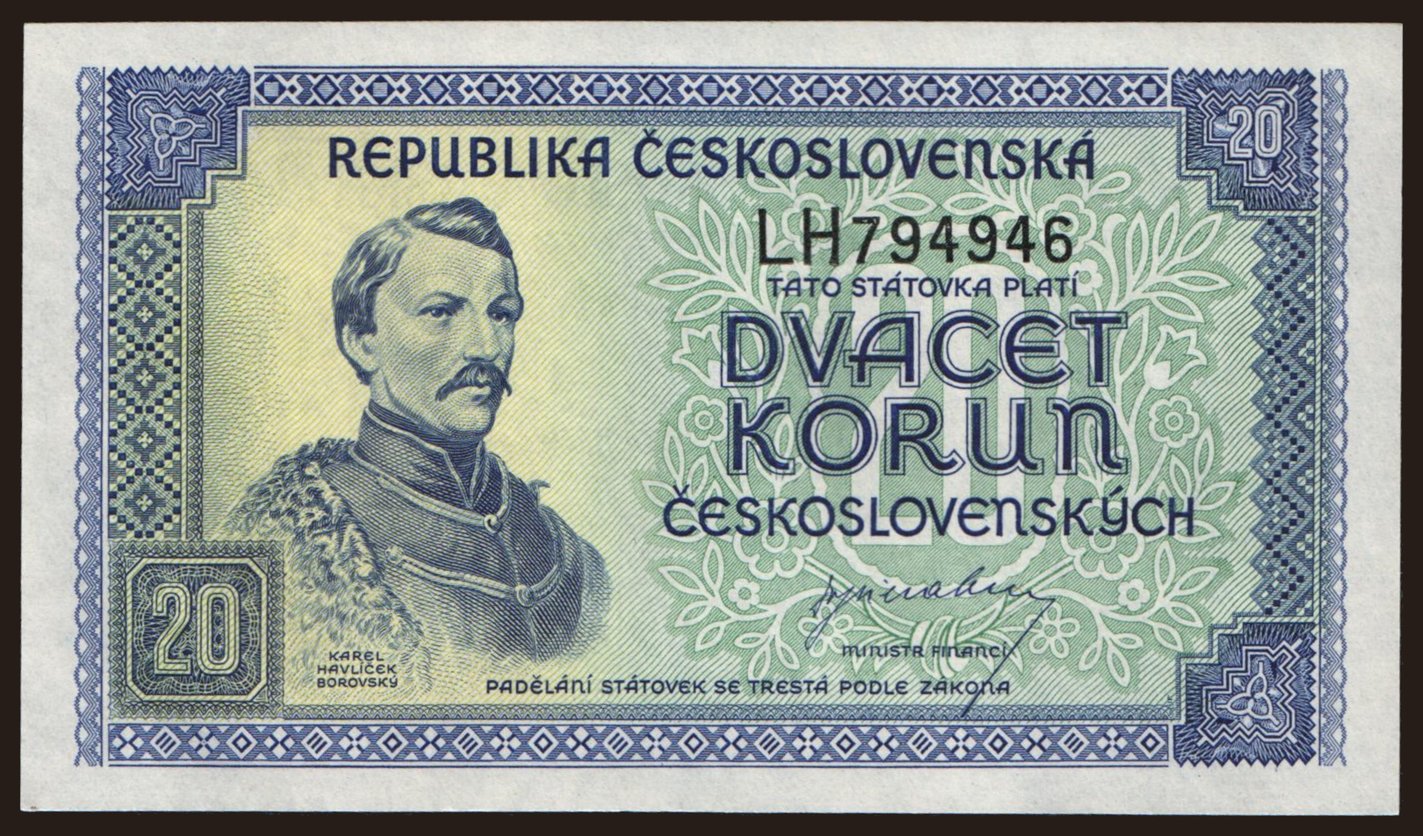 20
REPUBLIKA ČESKOSLOVENSKÁ
LH794946
TATO STÁTOVKA PLATÍ
DVACET
KORUN
ČESKOSLOVENSKÝCH
20
MINISTR FINANCÍ
20
KAREL
HAVLÍČEK
BOROVSKÝ
PADĚLÁNÍ STÁTOVEK SE TRESTÁ PODLE ZÁKONA